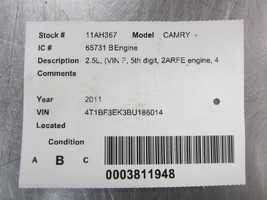 Stock # 11AH367 Model CAMRY
IC # 65731 B Engine
Description 2.5L, (VIN F, 5th digit, 2ARFE engine, 4
Comments
Year 2011
VIN 4T1BF3EK3BU186014
Located
Condition
A B C
0003811948